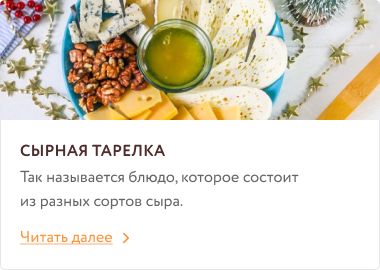 СЫРНАЯ ТАРЕЛКА
Так называется блюдо, которое состоит
из разных сортов сыра.
Читать далее